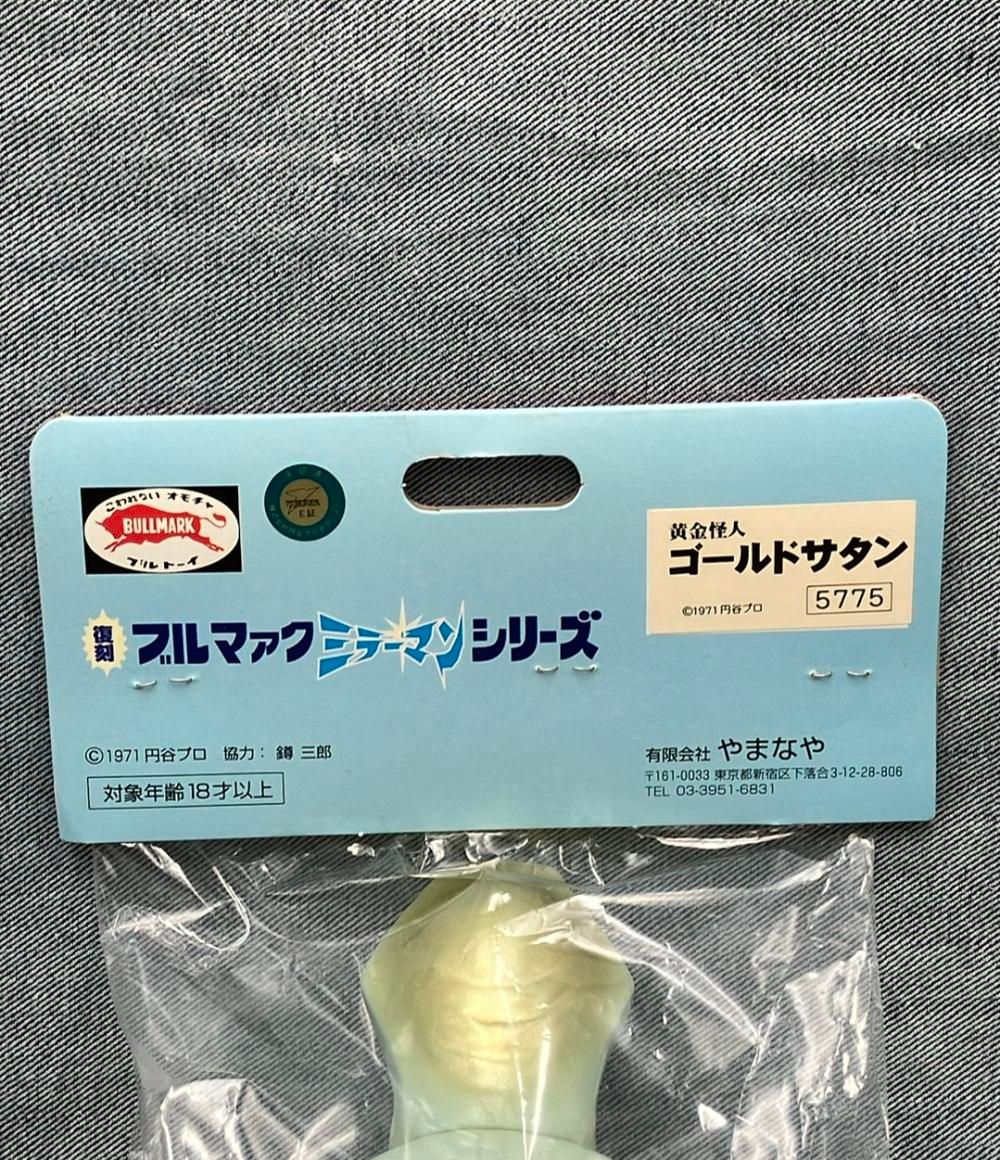 こわれない オモチャ
BULLMARK
ブルトーイ
黄金怪人
ゴールドサタン
©1971 円谷プロ
5775
復刻
ブルマァク ミラーマン シリーズ
©1971 円谷プロ 協力： 鐏 三郎
対象年齢18才以上
有限会社 やまなや
〒161-0033 東京都新宿区下落合3-12-28-806
TEL 03-3951-6831